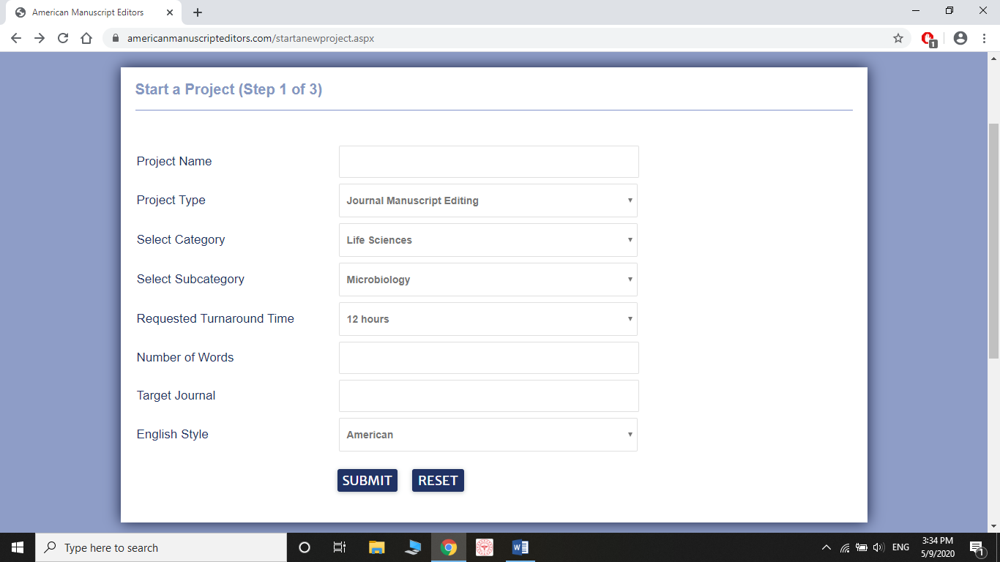 American Manuscript Editors
americanmanuscripteditors.com/startanewproject.aspx
1
Start a Project (Step 1 of 3)
Project Name
Project Type Journal Manuscript Editing
Select Category Life Sciences
Select Subcategory Microbiology
Requested Turnaround Time 12 hours
Number of Words
Target Journal
English Style American
SUBMIT RESET
Type here to search
W
ENG
3:34 PM
5/9/2020
1